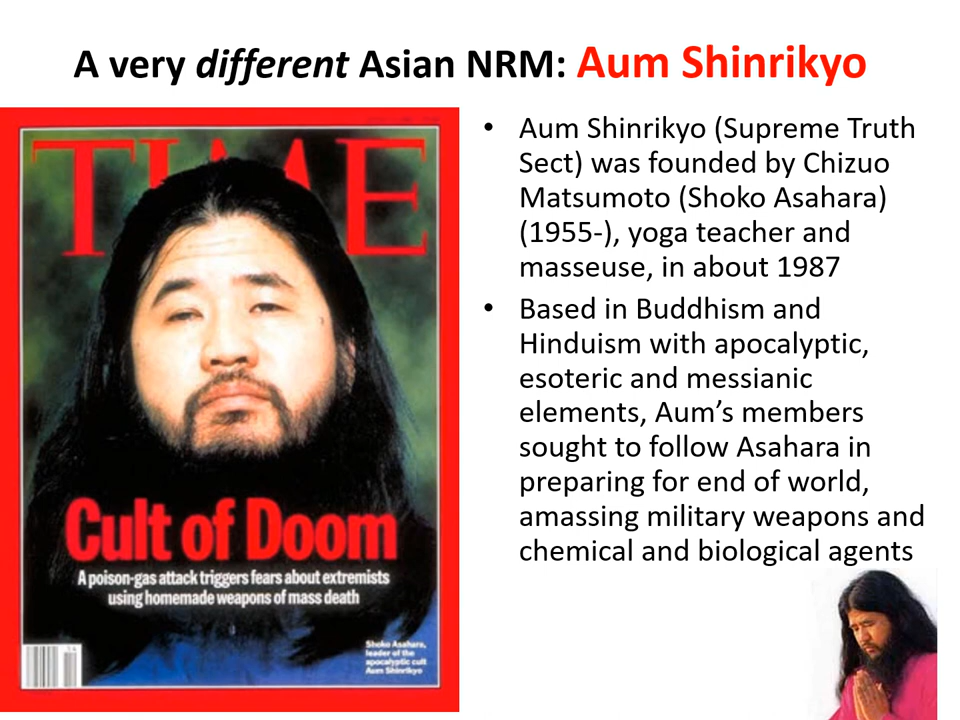 A very different Asian NRM: Aum Shinrikyo
TIME
Cult of Doom
A poison-gas attack triggers fears about extremists
using homemade weapons of mass death
Shoko Asahara,
leader of the
apocalyptic cult
Aum Shinrikyo
• Aum Shinrikyo (Supreme Truth
Sect) was founded by Chizuo
Matsumoto (Shoko Asahara)
(1955-), yoga teacher and
masseuse, in about 1987
• Based in Buddhism and
Hinduism with apocalyptic,
esoteric and messianic
elements, Aum’s members
sought to follow Asahara in
preparing for end of world,
amassing military weapons and
chemical and biological agents